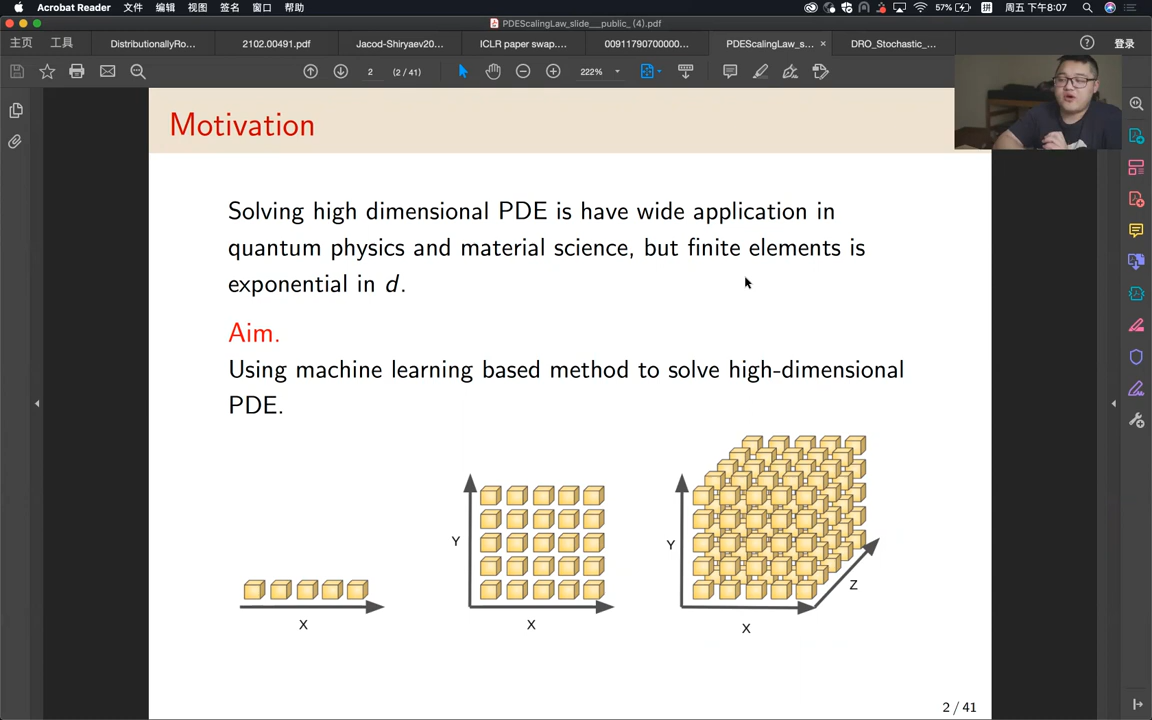 Acrobat Reader 文件 编辑 视图 签名 窗口 帮助 57% 拼 周五 下午8:07
PDEScalingLaw_slide__public_ (4).pdf
主页 工具 DistributionallyRo... 2102.00491.pdf Jacod-Shiryaev20... ICLR paper swap.... 00911790700000... PDEScalingLaw_s... × DRO_Stochastic_... 登录
2 (2 / 41) 222%
Motivation
Solving high dimensional PDE is have wide application in
quantum physics and material science, but finite elements is
exponential in d.
Aim.
Using machine learning based method to solve high-dimensional
PDE.
X
Y
X
Y
Z
X
2 / 41